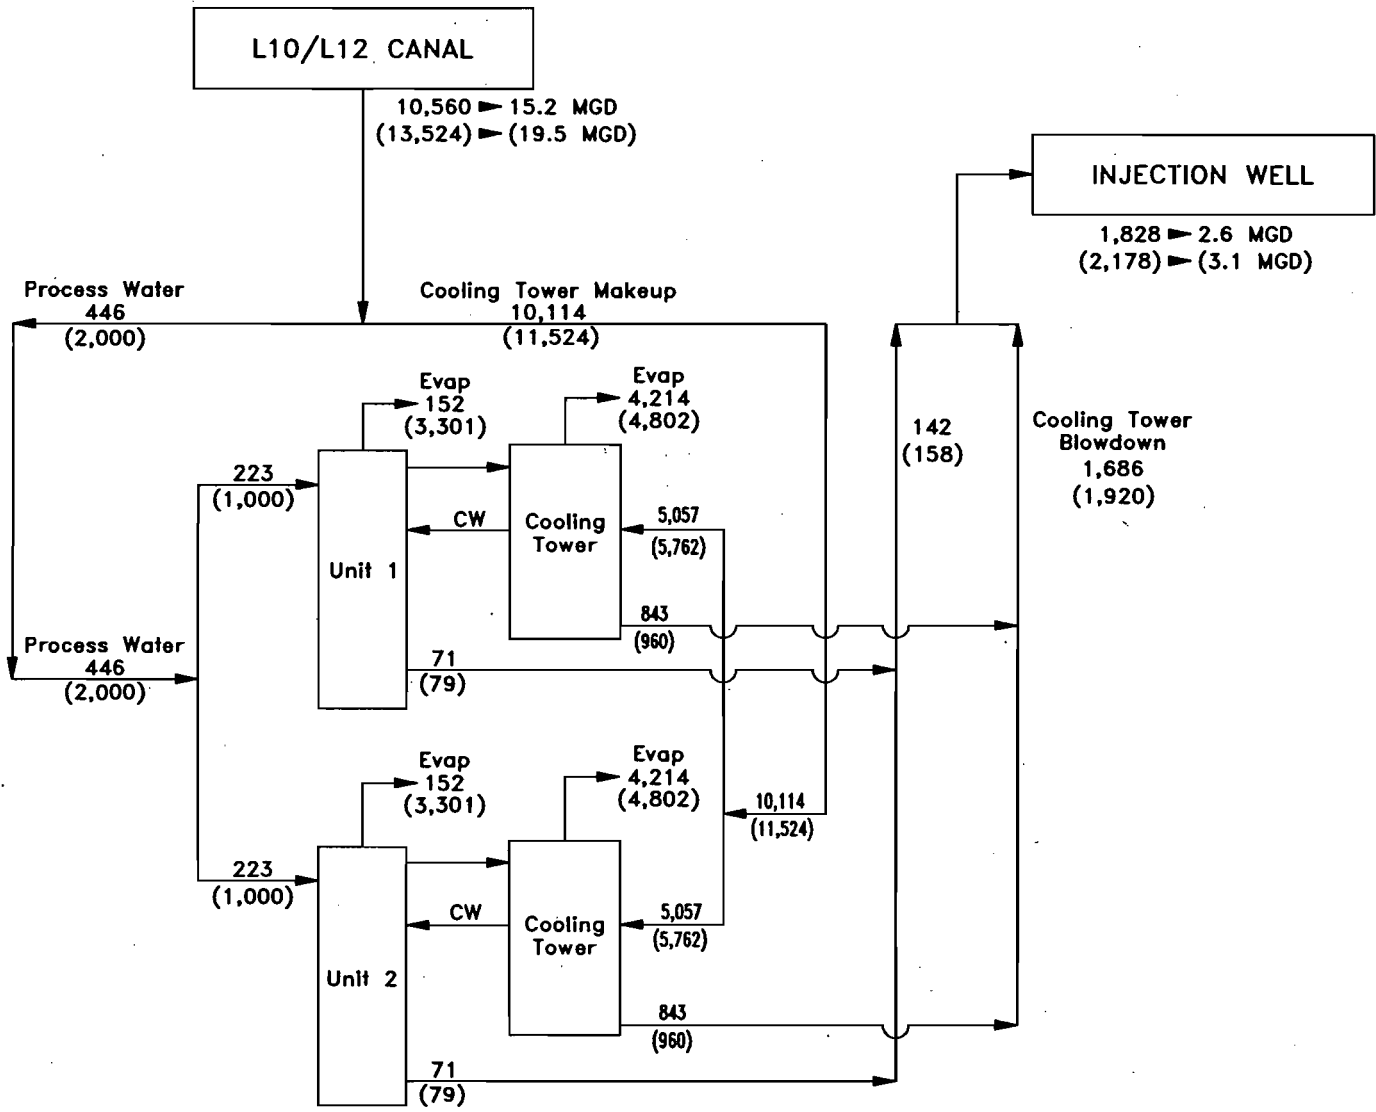 L10/L12 CANAL
10,560 ► 15.2 MGD
(13,524) ► (19.5 MGD)
INJECTION WELL
1,828 ► 2.6 MGD
(2,178) ► (3.1 MGD)
Process Water
446
(2,000)
Cooling Tower Makeup
10,114
(11,524)
Evap
152
(3,301)
Evap
4,214
(4,802)
142
(158)
Cooling Tower
Blowdown
1,686
(1,920)
223
(1,000)
CW
Cooling
Tower
5,057
(5,762)
Unit 1
843
(960)
Process Water
446
(2,000)
71
(79)
Evap
152
(3,301)
Evap
4,214
(4,802)
10,114
(11,524)
223
(1,000)
CW
Cooling
Tower
5,057
(5,762)
Unit 2
843
(960)
71
(79)